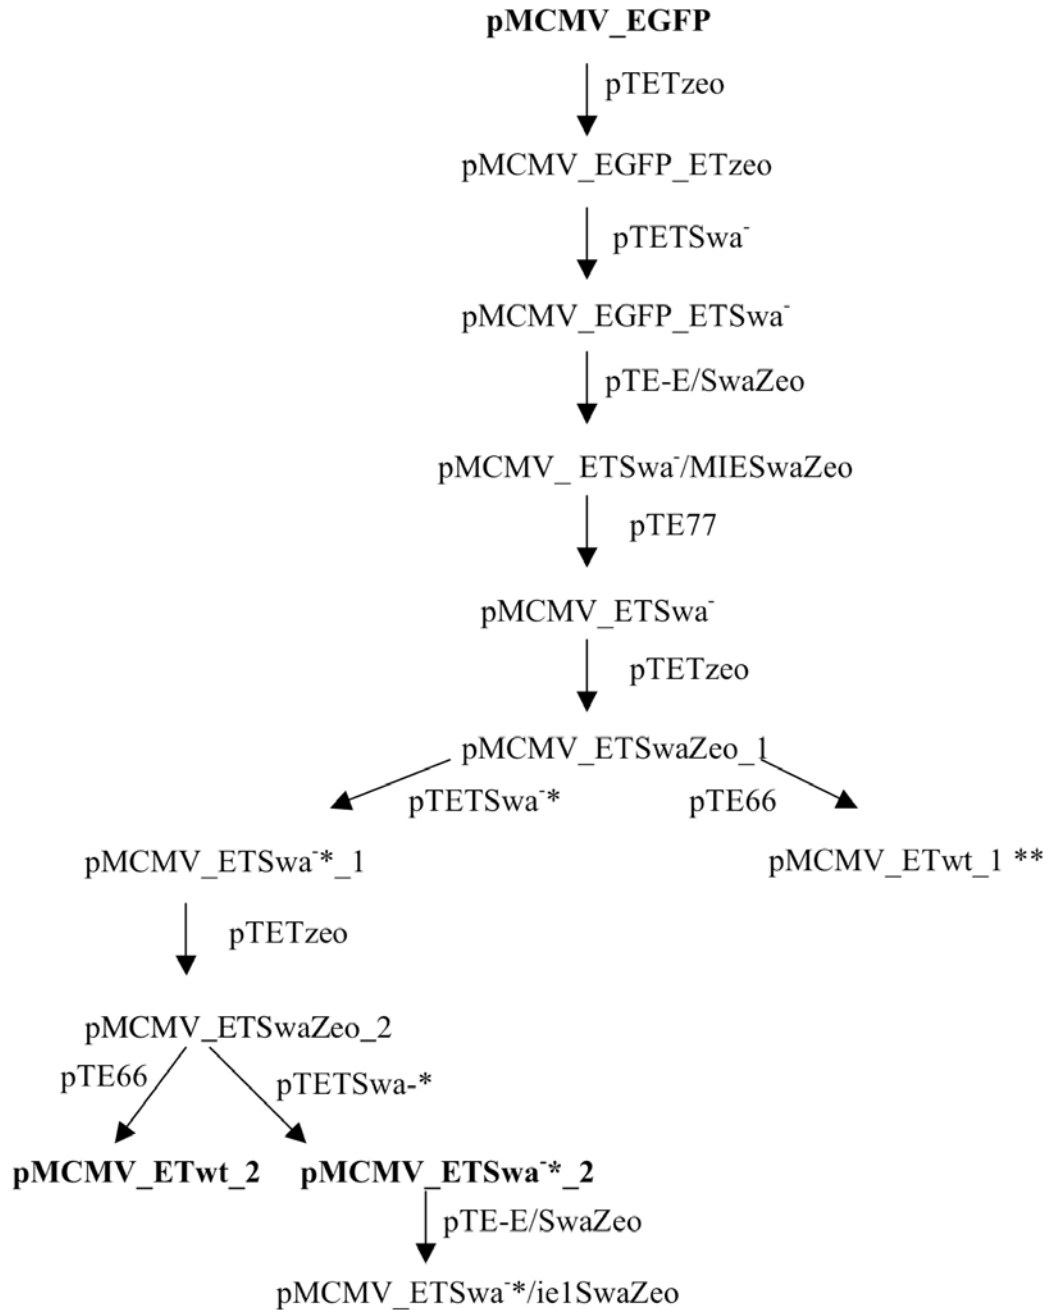 pMCMV_EGFP
pTETzeo
pMCMV_EGFP_ETzeo
pTETSwa⁻
pMCMV_EGFP_ETSwa⁻
pTE-E/SwaZeo
pMCMV_ ETSwa⁻/MIESwaZeo
pTE77
pMCMV_ETSwa⁻
pTETzeo
pMCMV_ETSwaZeo_1
pTETSwa⁻* pTE66
pMCMV_ETSwa⁻*_1 pMCMV_ETwt_1 **
pTETzeo
pMCMV_ETSwaZeo_2
pTE66 pTETSwa-*
pMCMV_ETwt_2 pMCMV_ETSwa⁻*_2
pTE-E/SwaZeo
pMCMV_ETSwa⁻*/ie1SwaZeo